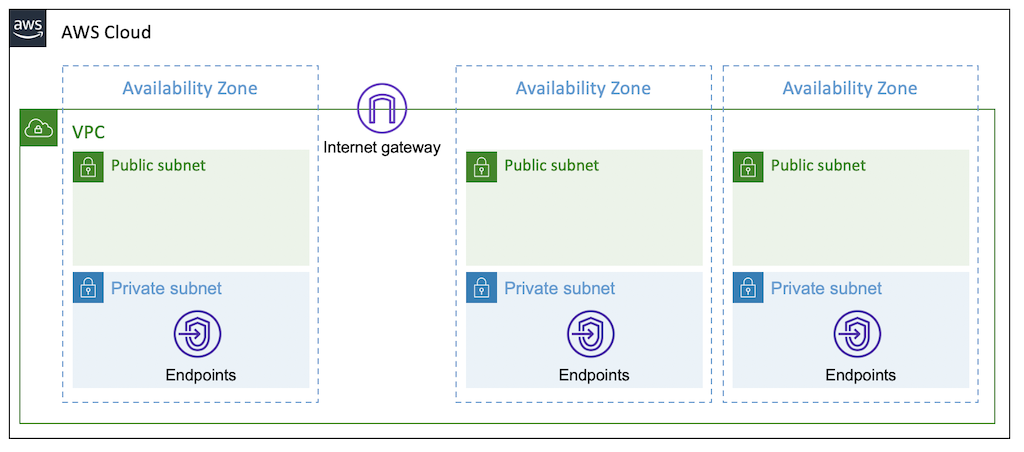 aws
AWS Cloud
Availability Zone
Availability Zone
Availability Zone
VPC
Internet gateway
Public subnet
Public subnet
Public subnet
Private subnet
Private subnet
Private subnet
Endpoints
Endpoints
Endpoints